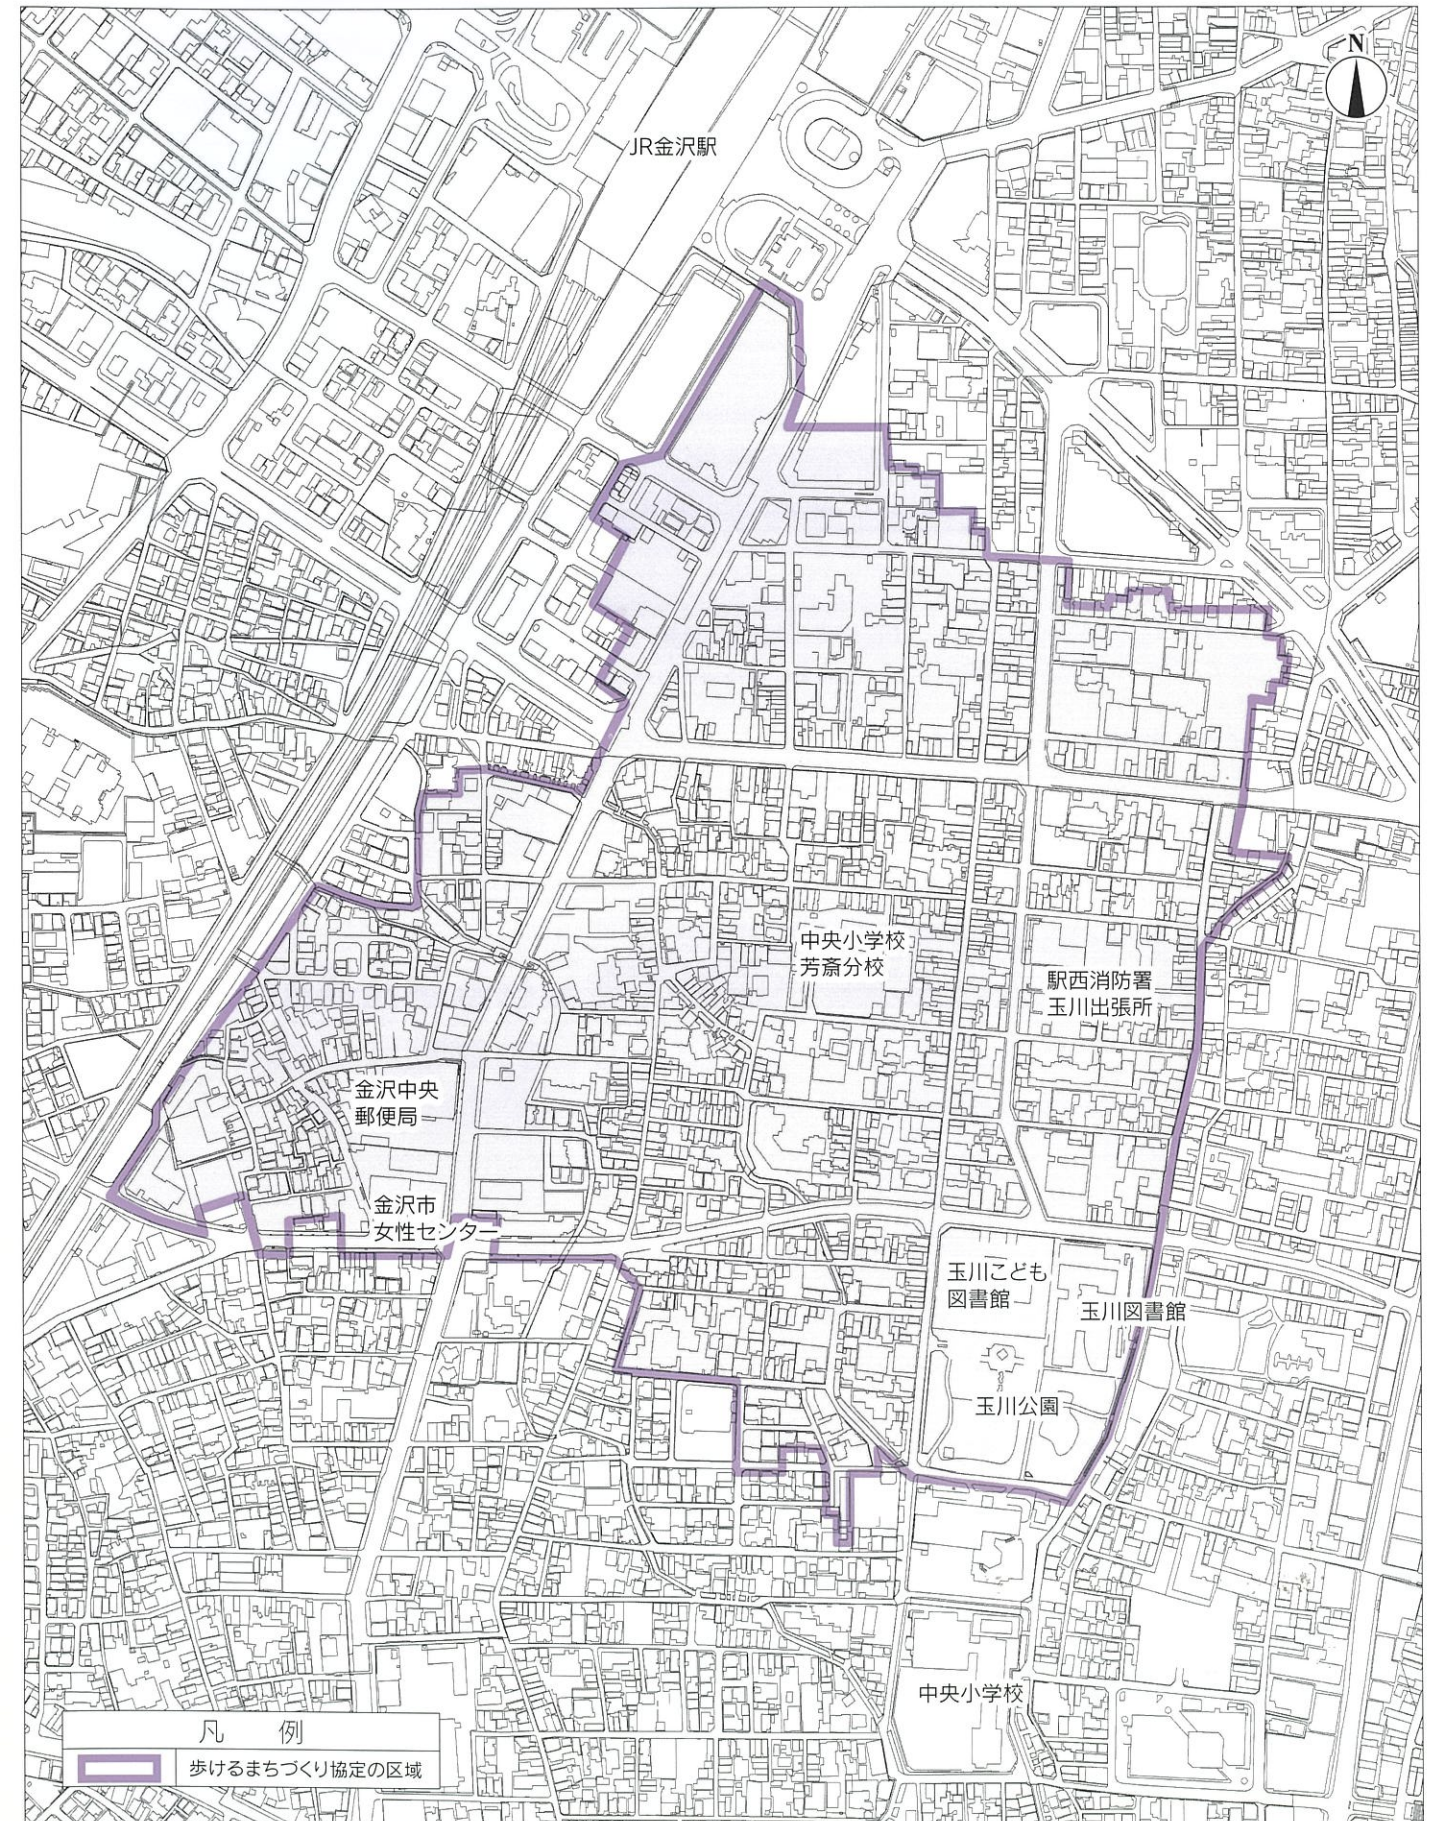 N
JR金沢駅
中央小学校
芳斎分校
駅西消防署
玉川出張所
金沢中央
郵便局
金沢市
女性センター
玉川こども
図書館
玉川図書館
玉川公園
中央小学校
凡 例
歩けるまちづくり協定の区域